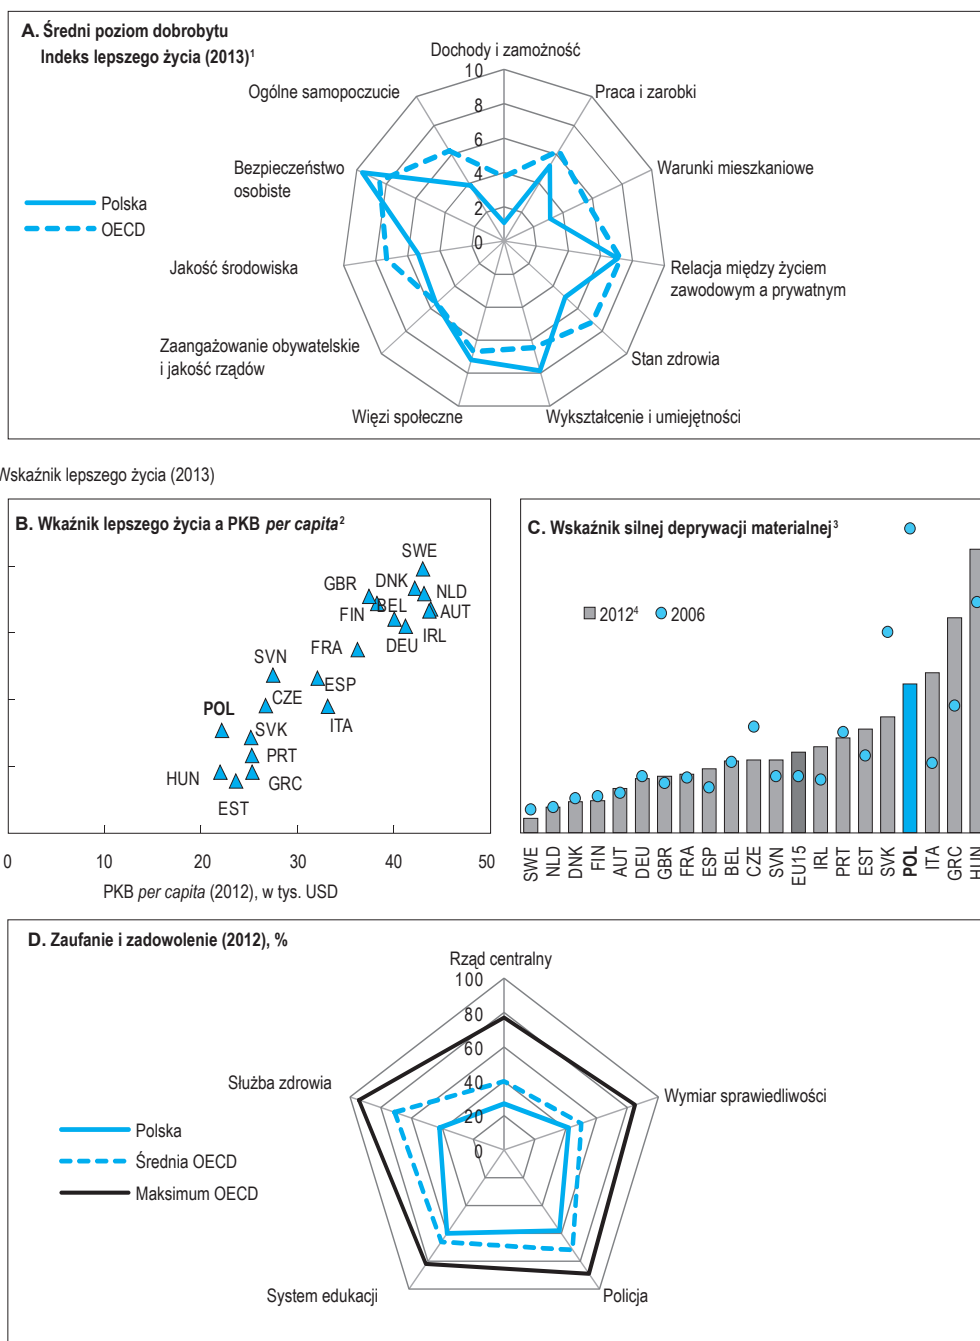 A. Średni poziom dobrobytu
Indeks lepszego życia (2013)¹
Dochody i zamożność
Praca i zarobki
Warunki mieszkaniowe
Relacja między życiem
zawodowym a prywatnym
Stan zdrowia
Wykształcenie i umiejętności
Więzi społeczne
Zaangażowanie obywatelskie
i jakość rządów
Jakość środowiska
Bezpieczeństwo
osobiste
Ogólne samopoczucie
10
8
6
4
2
0
Polska
OECD
Wskaźnik lepszego życia (2013)
B. Wkaźnik lepszego życia a PKB per capita²
SWE
GBR
DNK
NLD
FIN
BEL
AUT
IRL
DEU
FRA
SVN
ESP
CZE
ITA
POL
SVK
PRT
HUN
GRC
EST
0 10 20 30 40 50
PKB per capita (2012), w tys. USD
C. Wskaźnik silnej deprywacji materialnej³
2012⁴ 2006
SWE
NLD
DNK
FIN
AUT
DEU
GBR
FRA
ESP
BEL
CZE
SVN
EU15
IRL
PRT
EST
SVK
POL
ITA
GRC
HUN
D. Zaufanie i zadowolenie (2012), %
Rząd centralny
Wymiar sprawiedliwości
Policja
System edukacji
Służba zdrowia
100
80
60
40
20
0
Polska
Średnia OECD
Maksimum OECD